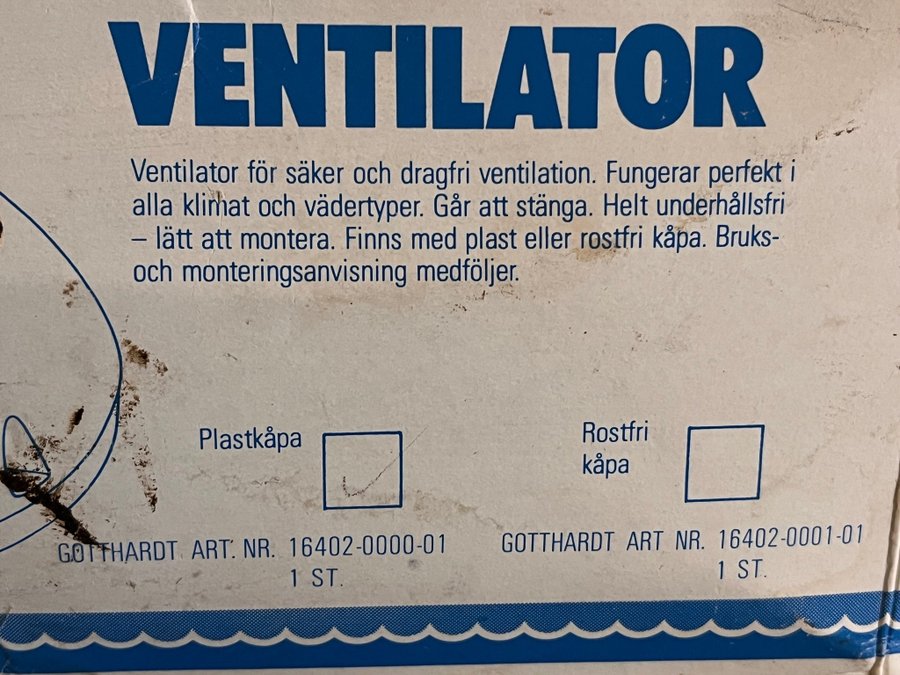 VENTILATOR
Ventilator för säker och dragfri ventilation. Fungerar perfekt i
alla klimat och vädertyper. Går att stänga. Helt underhållsfri
– lätt att montera. Finns med plast eller rostfri kåpa. Bruks-
och monteringsanvisning medföljer.
Plastkåpa
Rostfri
kåpa
GOTTHARDT ART. NR. 16402-0000-01
1 ST.
GOTTHARDT ART NR. 16402-0001-01
1 ST.